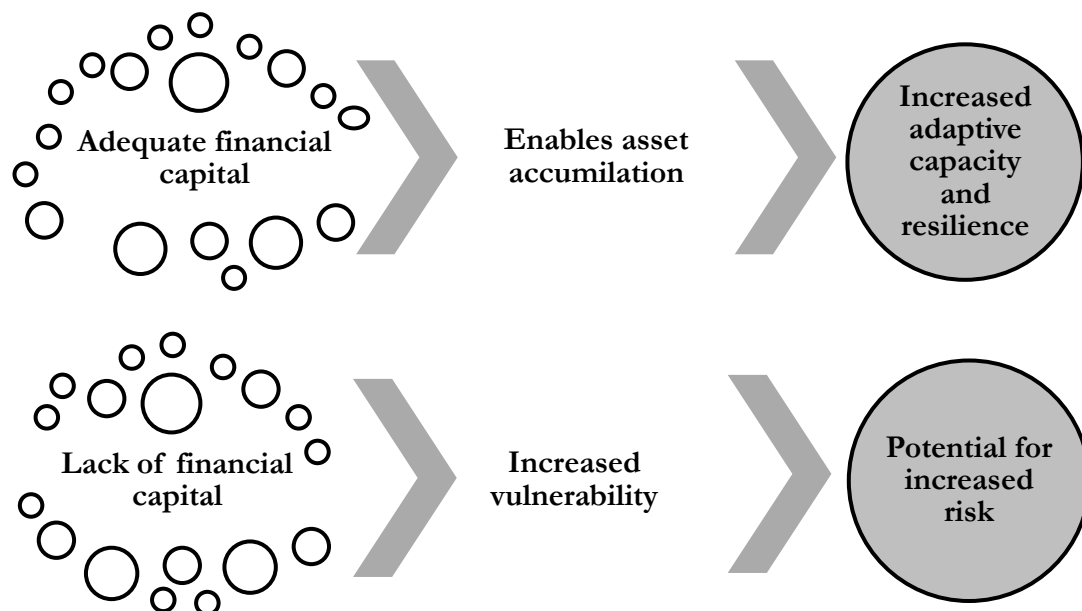 Adequate financial
capital
Enables asset
accumilation
Increased
adaptive
capacity
and
resilience
Lack of financial
capital
Increased
vulnerability
Potential for
increased
risk